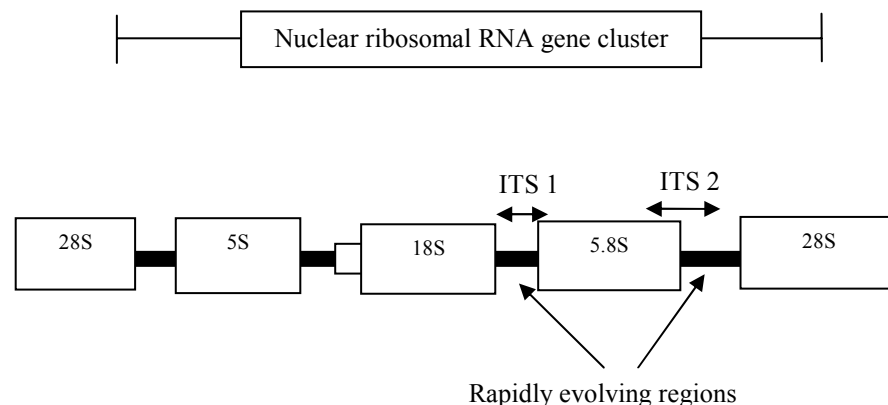 Nuclear ribosomal RNA gene cluster
ITS 1
ITS 2
28S
5S
18S
5.8S
28S
Rapidly evolving regions